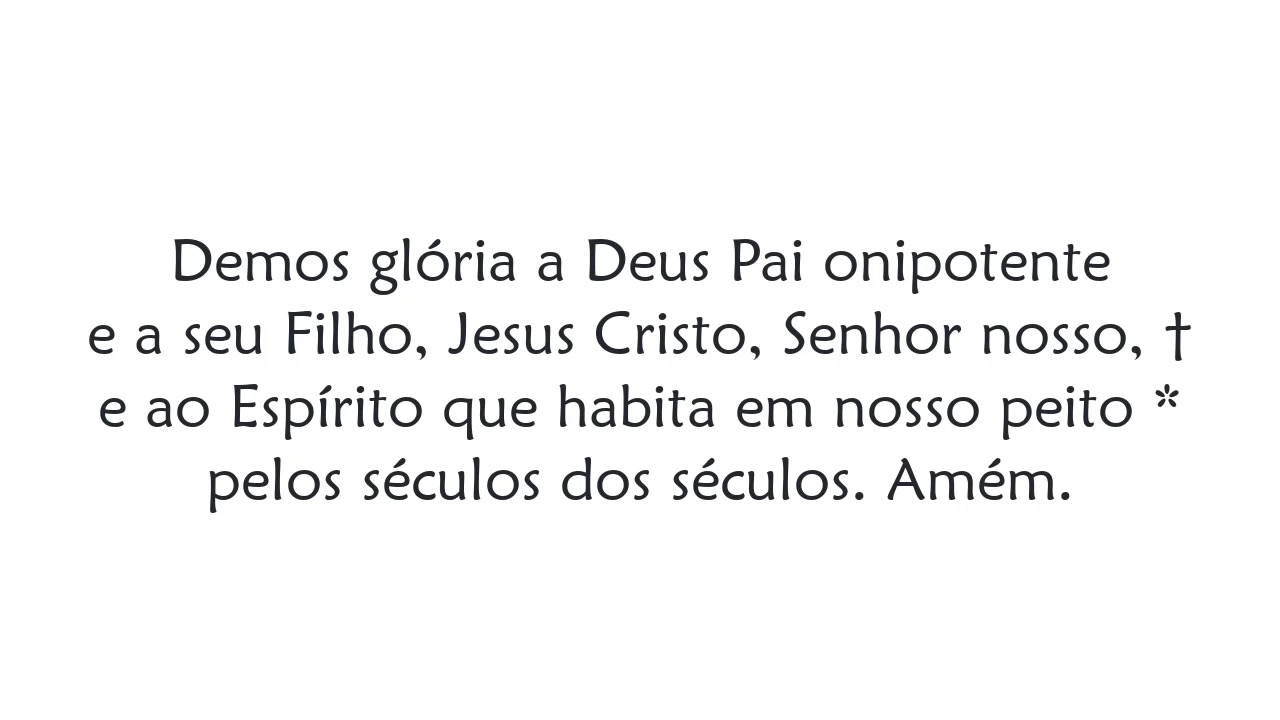 Demos glória a Deus Pai onipotente
e a seu Filho, Jesus Cristo, Senhor nosso, †
e ao Espírito que habita em nosso peito *
pelos séculos dos séculos. Amém.